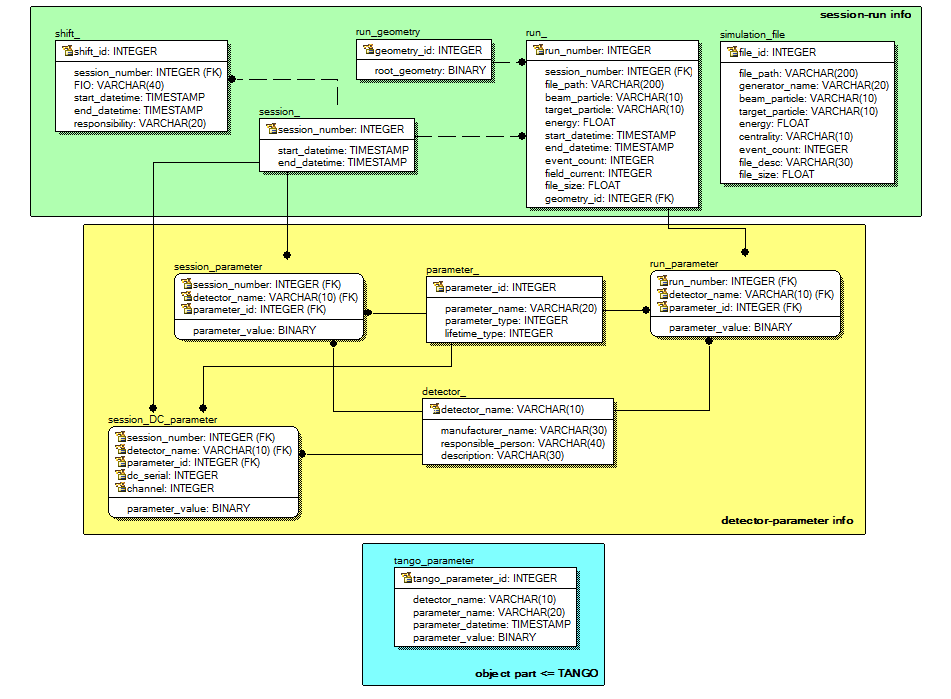 session-run info
shift_
shift_id: INTEGER
session_number: INTEGER (FK)
FIO: VARCHAR(40)
start_datetime: TIMESTAMP
end_datetime: TIMESTAMP
responsibility: VARCHAR(20)
run_geometry
geometry_id: INTEGER
root_geometry: BINARY
run_
run_number: INTEGER
session_number: INTEGER (FK)
file_path: VARCHAR(200)
beam_particle: VARCHAR(10)
target_particle: VARCHAR(10)
energy: FLOAT
start_datetime: TIMESTAMP
end_datetime: TIMESTAMP
event_count: INTEGER
field_current: INTEGER
file_size: FLOAT
geometry_id: INTEGER (FK)
simulation_file
file_id: INTEGER
file_path: VARCHAR(200)
generator_name: VARCHAR(20)
beam_particle: VARCHAR(10)
target_particle: VARCHAR(10)
energy: FLOAT
centrality: VARCHAR(10)
event_count: INTEGER
file_desc: VARCHAR(30)
file_size: FLOAT
session_
session_number: INTEGER
start_datetime: TIMESTAMP
end_datetime: TIMESTAMP
session_parameter
session_number: INTEGER (FK)
detector_name: VARCHAR(10) (FK)
parameter_id: INTEGER (FK)
parameter_value: BINARY
parameter_
parameter_id: INTEGER
parameter_name: VARCHAR(20)
parameter_type: INTEGER
lifetime_type: INTEGER
run_parameter
run_number: INTEGER (FK)
detector_name: VARCHAR(10) (FK)
parameter_id: INTEGER (FK)
parameter_value: BINARY
detector_
detector_name: VARCHAR(10)
manufacturer_name: VARCHAR(30)
responsible_person: VARCHAR(40)
description: VARCHAR(30)
session_DC_parameter
session_number: INTEGER (FK)
detector_name: VARCHAR(10) (FK)
parameter_id: INTEGER (FK)
dc_serial: INTEGER
channel: INTEGER
parameter_value: BINARY
detector-parameter info
tango_parameter
tango_parameter_id: INTEGER
detector_name: VARCHAR(10)
parameter_name: VARCHAR(20)
parameter_datetime: TIMESTAMP
parameter_value: BINARY
object part <= TANGO